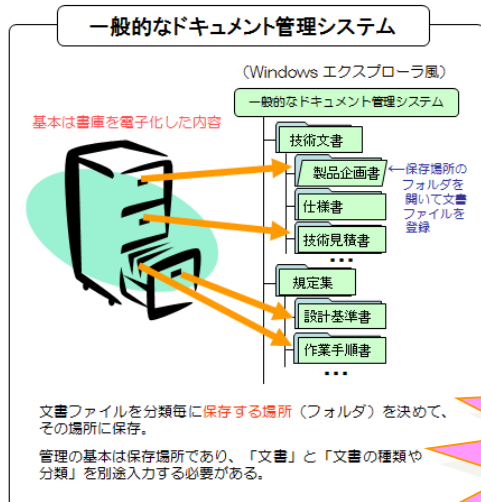 一般的なドキュメント管理システム
（Windows エクスプローラ風）
一般的なドキュメント管理システム
基本は書庫を電子化した内容
技術文書
製品企画書
←保存場所の
フォルダを
開いて文書
ファイルを
登録
仕様書
技術見積書
•••
規定集
設計基準書
作業手順書
•••
文書ファイルを分類毎に保存する場所（フォルダ）を決めて、
その場所に保存。
管理の基本は保存場所であり、「文書」と「文書の種類や
分類」を別途入力する必要がある。